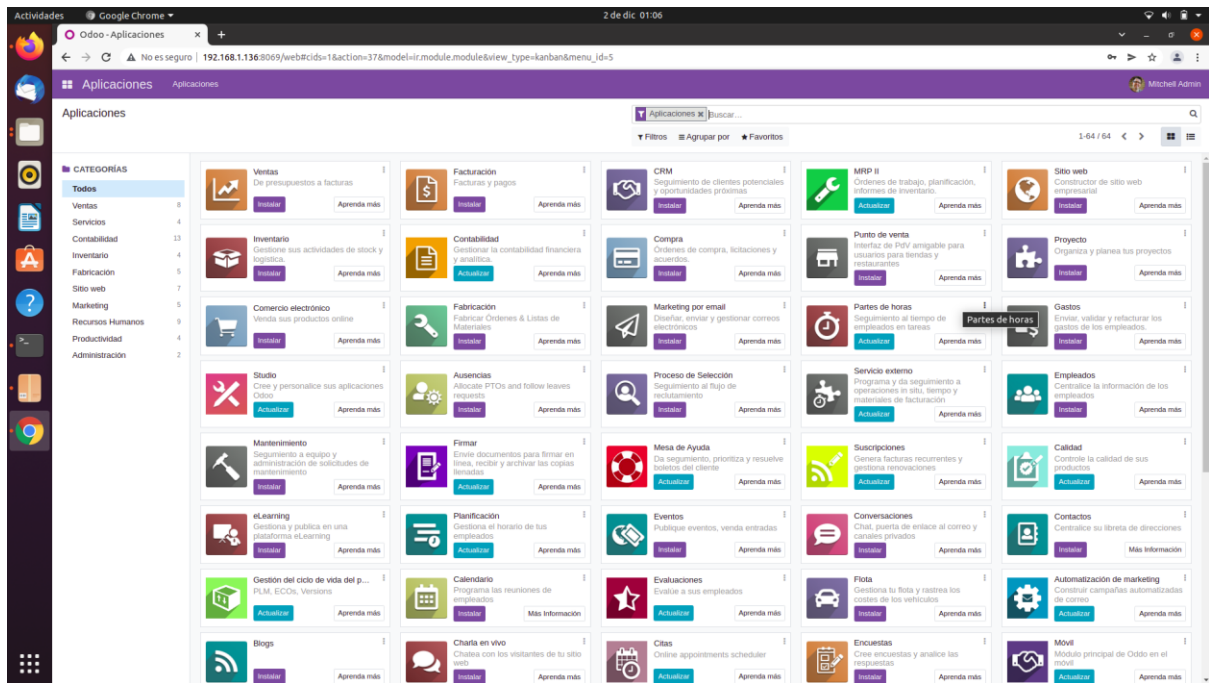 Actividades
Google Chrome
2 de dic 01:06
Odoo - Aplicaciones
No es seguro
192.168.1.136:8069/web#cids=1&action=37&model=ir.module.module&view_type=kanban&menu_id=5
Aplicaciones
Aplicaciones
Mitchell Admin
Aplicaciones
Aplicaciones
Buscar...
Filtros
Agrupar por
Favoritos
1-64 / 64
CATEGORÍAS
Todos
Ventas 8
Servicios 4
Contabilidad 13
Inventario 4
Fabricación 5
Sitio web 7
Marketing 5
Recursos Humanos 9
Productividad 4
Administración 2
Ventas
De presupuestos a facturas
Instalar
Aprenda más
Facturación
Facturas y pagos
Instalar
Aprenda más
CRM
Seguimiento de clientes potenciales
y oportunidades próximas
Instalar
Aprenda más
MRP II
Órdenes de trabajo, planificación,
informes de inventario.
Actualizar
Aprenda más
Sitio web
Constructor de sitio web
empresarial
Instalar
Aprenda más
Inventario
Gestione sus actividades de stock y
logística.
Instalar
Aprenda más
Contabilidad
Gestionar la contabilidad financiera
y analítica.
Actualizar
Aprenda más
Compra
Órdenes de compra, licitaciones y
acuerdos.
Instalar
Aprenda más
Punto de venta
Interfaz de PdV amigable para
usuarios para tiendas y
restaurantes
Instalar
Aprenda más
Proyecto
Organiza y planea tus proyectos
Instalar
Aprenda más
Comercio electrónico
Venda sus productos online
Instalar
Aprenda más
Fabricación
Fabricar Órdenes & Listas de
Materiales
Instalar
Aprenda más
Marketing por email
Diseñar, enviar y gestionar correos
electrónicos
Instalar
Aprenda más
Partes de horas
Seguimiento al tiempo de
empleados en tareas
Actualizar
Aprenda más
Partes de horas
Gastos
Enviar, validar y refacturar los
gastos de los empleados.
Instalar
Aprenda más
Studio
Cree y personalice sus aplicaciones
Odoo
Actualizar
Aprenda más
Ausencias
Allocate PTOs and follow leaves
requests
Instalar
Aprenda más
Proceso de Selección
Seguimiento al flujo de
reclutamiento
Instalar
Aprenda más
Servicio externo
Programa y da seguimiento a
operaciones in situ, tiempo y
materiales de facturación
Actualizar
Aprenda más
Empleados
Centralice la información de los
empleados
Instalar
Aprenda más
Mantenimiento
Seguimiento a equipo y
administración de solicitudes de
mantenimiento
Instalar
Aprenda más
Firmar
Envíe documentos para firmar en
línea, recibir y archivar las copias
llenadas
Actualizar
Aprenda más
Mesa de Ayuda
Da segumiento, prioritiza y resuelve
boletos del cliente
Actualizar
Aprenda más
Suscripciones
Genera facturas recurrentes y
gestiona renovaciones
Actualizar
Aprenda más
Calidad
Controle la calidad de sus
productos
Actualizar
Aprenda más
eLearning
Gestiona y publica en una
plataforma eLearning
Instalar
Aprenda más
Planificación
Gestiona el horario de tus
empleados
Actualizar
Aprenda más
Eventos
Publique eventos, venda entradas
Instalar
Aprenda más
Conversaciones
Chat, puerta de enlace al correo y
canales privados
Instalar
Aprenda más
Contactos
Centralice su libreta de direcciones
Instalar
Más Información
Gestión del ciclo de vida del p...
PLM, ECOs, Versions
Actualizar
Aprenda más
Calendario
Programa las reuniones de
empleados
Instalar
Más Información
Evaluaciones
Evalúe a sus empleados
Actualizar
Aprenda más
Flota
Gestiona tu flota y rastrea los
costes de los vehículos
Instalar
Aprenda más
Automatización de marketing
Construir campañas automatizadas
de correo
Actualizar
Aprenda más
Blogs
Instalar
Aprenda más
Charla en vivo
Chatea con los visitantes de tu sitio
web
Instalar
Aprenda más
Citas
Online appointments scheduler
Actualizar
Aprenda más
Encuestas
Cree encuestas y analice las
respuestas
Instalar
Aprenda más
Móvil
Módulo principal de Oddo en el
móvil
Actualizar
Aprenda más